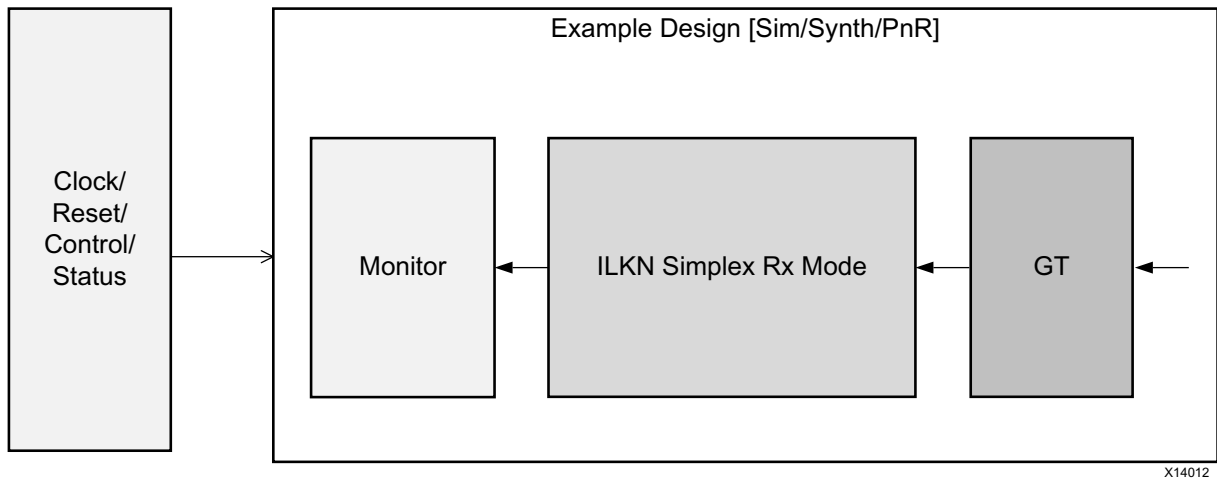 Example Design [Sim/Synth/PnR]
Clock/
Reset/
Control/
Status
Monitor
ILKN Simplex Rx Mode
GT
X14012